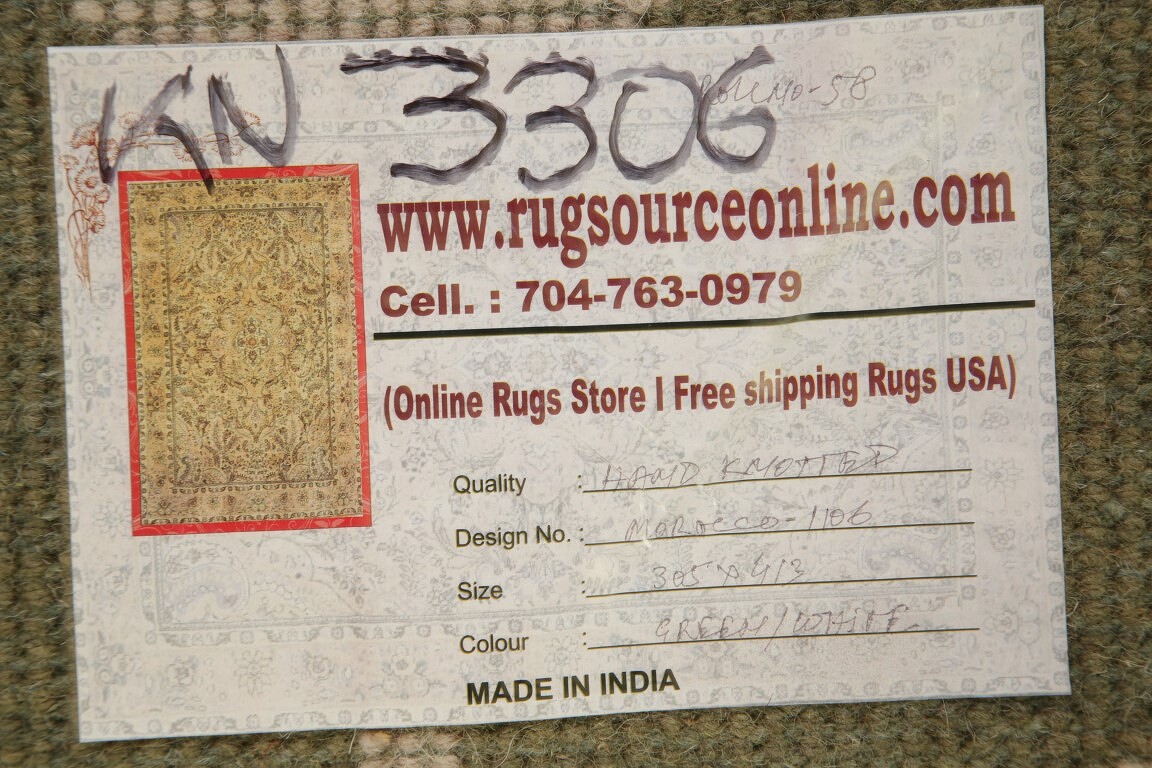 KN 3306
Roll No-58
www.rugsourceonline.com
Cell. : 704-763-0979
(Online Rugs Store I Free shipping Rugs USA)
Quality : HAND KNOTTED
Design No. : MOROCCO-1106
Size : 305 X 413
Colour : GREEN/WHITE
MADE IN INDIA